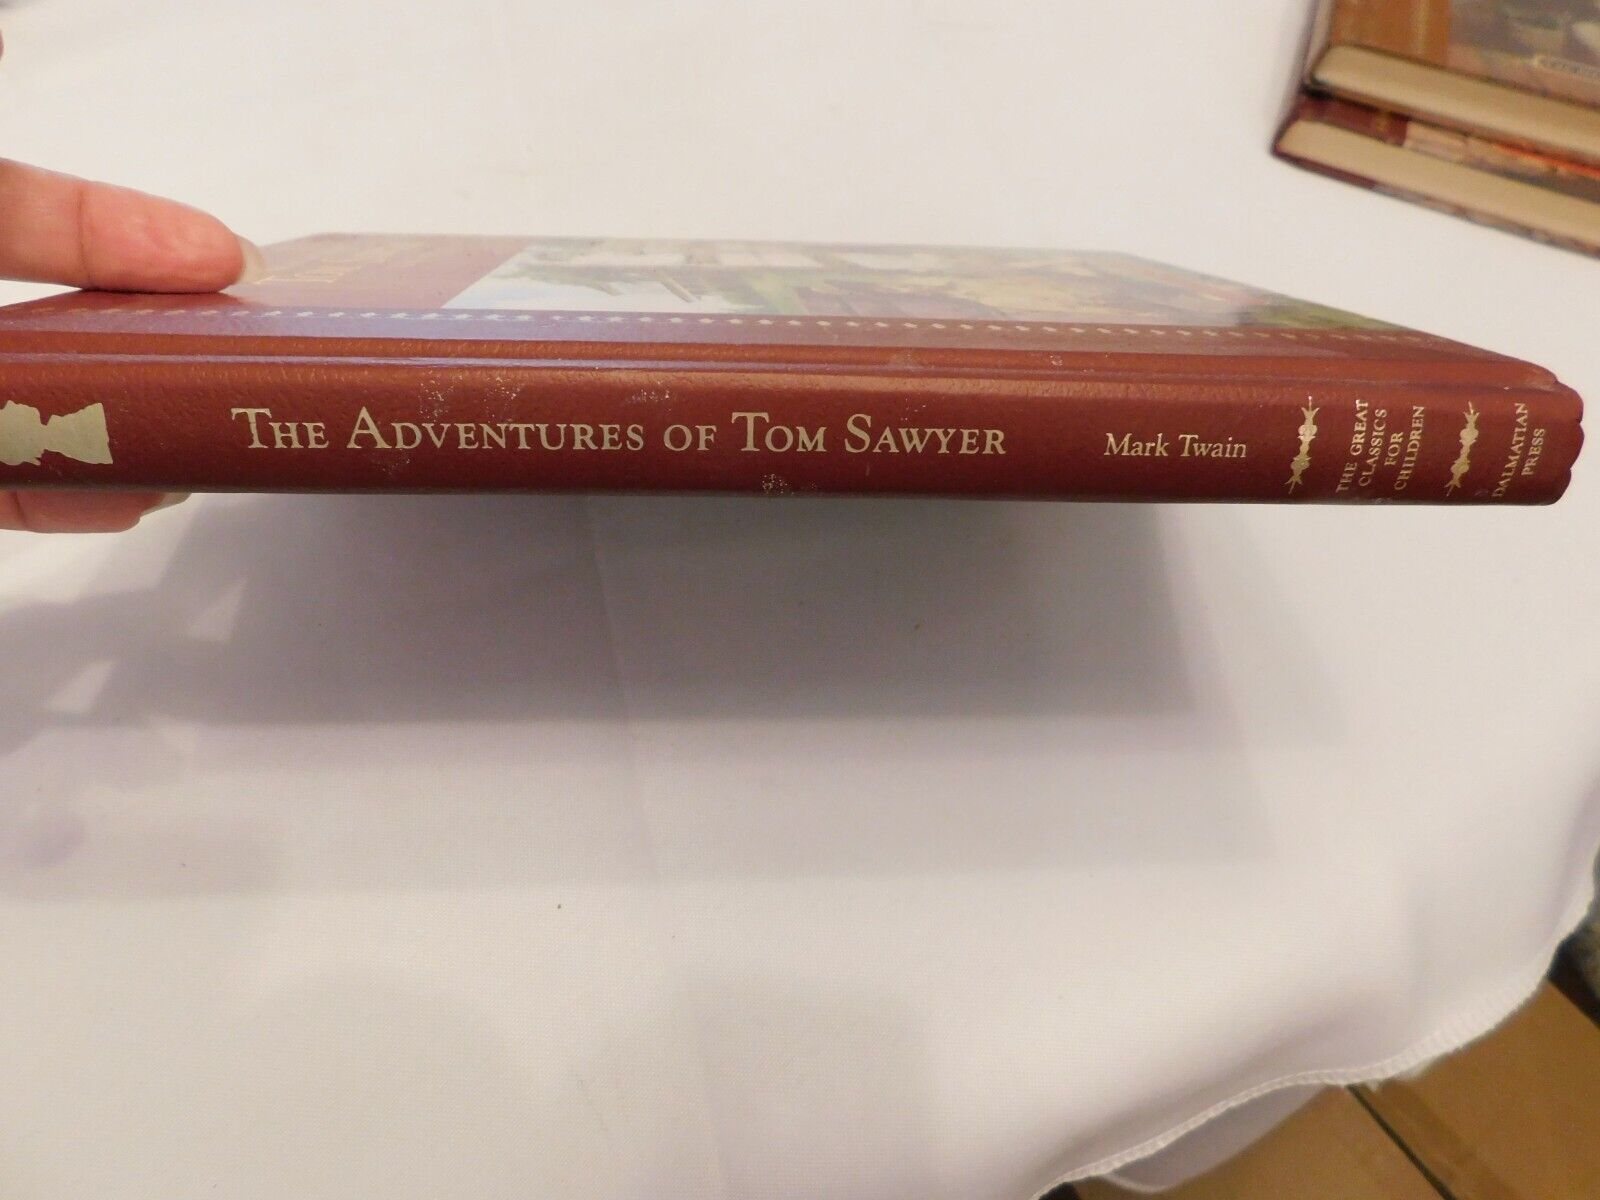 THE ADVENTURES OF TOM SAWYER
Mark Twain
THE GREAT
CLASSICS
FOR
CHILDREN
DALMATIAN
PRESS